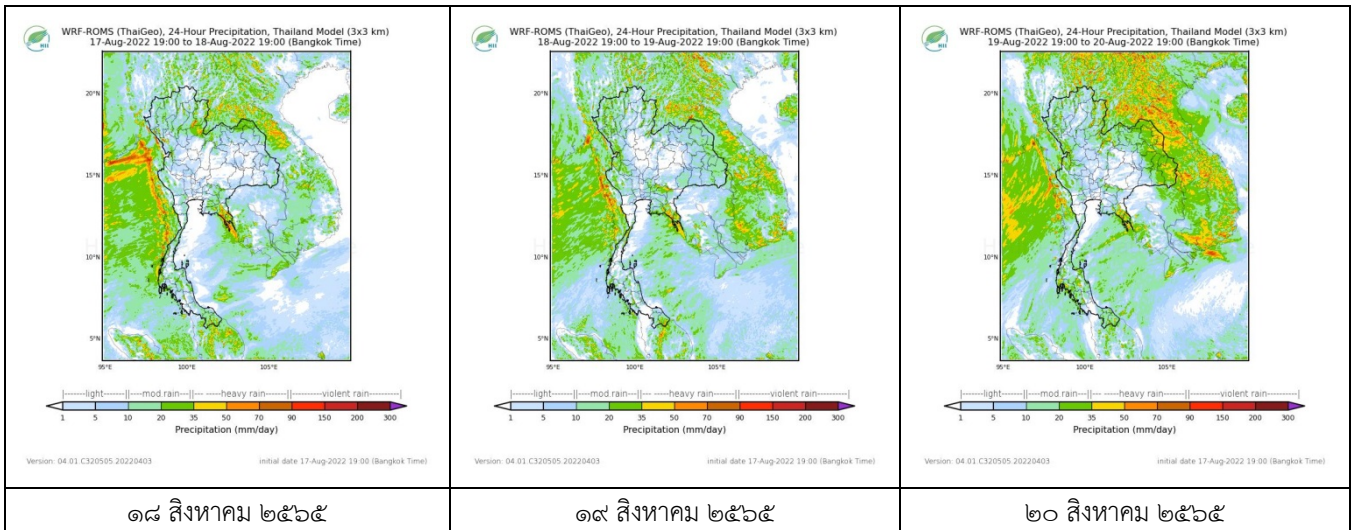 HII
WRF-ROMS (ThaiGeo), 24-Hour Precipitation, Thailand Model (3x3 km)
17-Aug-2022 19:00 to 18-Aug-2022 19:00 (Bangkok Time)
20°N
15°N
10°N
5°N
95°E 100°E 105°E
|------light------||---mod.rain---||--- ---heavy rain---||------violent rain------|
1 5 10 20 35 50 70 90 150 200 300
Precipitation (mm/day)
Version: 04.01.C320505.20220403 initial date 17-Aug-2022 19:00 (Bangkok Time)
๑๘ สิงหาคม ๒๕๖๕
HII
WRF-ROMS (ThaiGeo), 24-Hour Precipitation, Thailand Model (3x3 km)
18-Aug-2022 19:00 to 19-Aug-2022 19:00 (Bangkok Time)
20°N
15°N
10°N
5°N
95°E 100°E 105°E
|------light------||---mod.rain---||--- ---heavy rain---||------violent rain------|
1 5 10 20 35 50 70 90 150 200 300
Precipitation (mm/day)
Version: 04.01.C320505.20220403 initial date 17-Aug-2022 19:00 (Bangkok Time)
๑๙ สิงหาคม ๒๕๖๕
HII
WRF-ROMS (ThaiGeo), 24-Hour Precipitation, Thailand Model (3x3 km)
19-Aug-2022 19:00 to 20-Aug-2022 19:00 (Bangkok Time)
20°N
15°N
10°N
5°N
95°E 100°E 105°E
|------light------||---mod.rain---||--- ---heavy rain---||------violent rain------|
1 5 10 20 35 50 70 90 150 200 300
Precipitation (mm/day)
Version: 04.01.C320505.20220403 initial date 17-Aug-2022 19:00 (Bangkok Time)
๒๐ สิงหาคม ๒๕๖๕